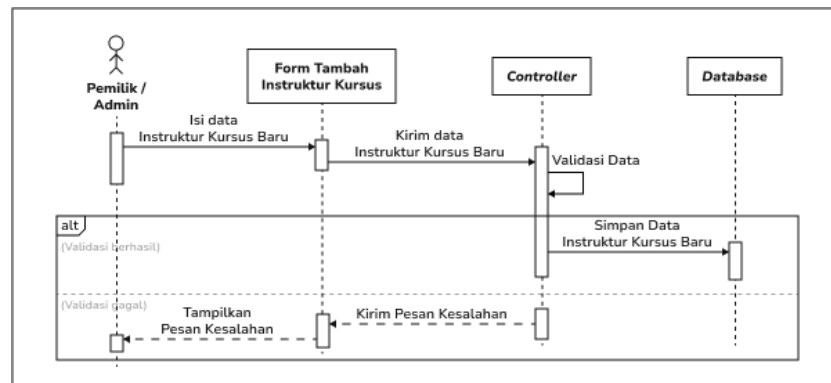 Pemilik /
Admin
Form Tambah
Instruktur Kursus
Controller
Database
Isi data
Instruktur Kursus Baru
Kirim data
Instruktur Kursus Baru
Validasi Data
alt
(Validasi berhasil)
Simpan Data
Instruktur Kursus Baru
(Validasi gagal)
Tampilkan
Pesan Kesalahan
Kirim Pesan Kesalahan